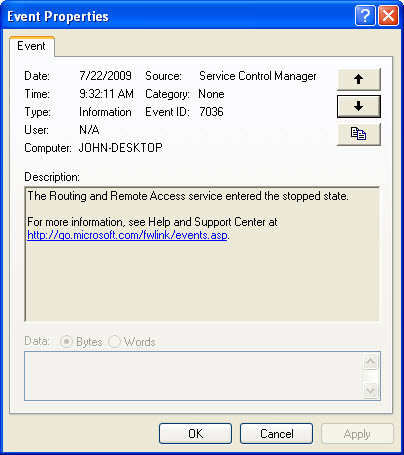 Event Properties
Event
Date: 7/22/2009 Source: Service Control Manager
Time: 9:32:11 AM Category: None
Type: Information Event ID: 7036
User: N/A
Computer: JOHN-DESKTOP
Description:
The Routing and Remote Access service entered the stopped state.
For more information, see Help and Support Center at
http://go.microsoft.com/fwlink/events.asp.
Data: Bytes Words
OK Cancel Apply